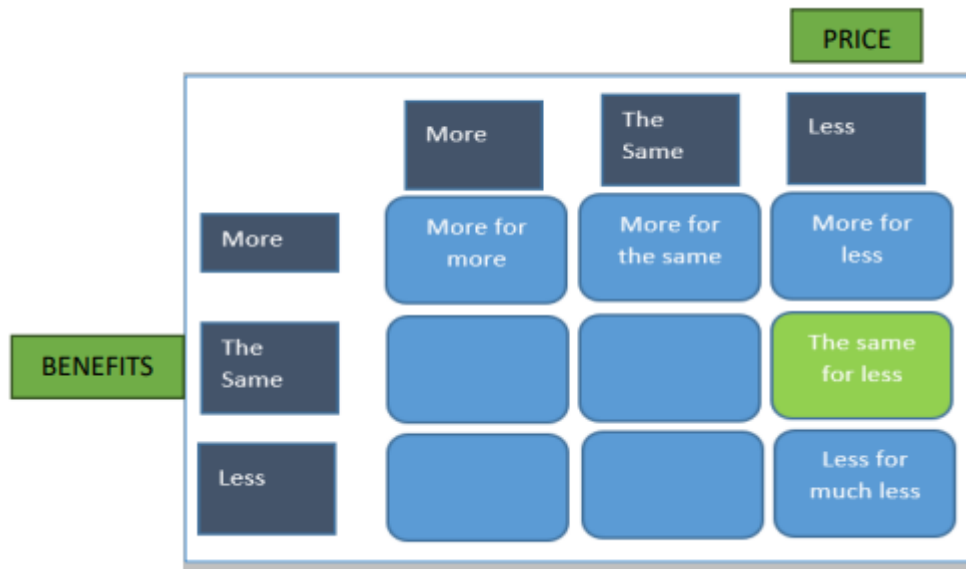 PRICE
More
The
Same
Less
More
More for
more
More for
the same
More for
less
BENEFITS
The
Same
The same
for less
Less
Less for
much less